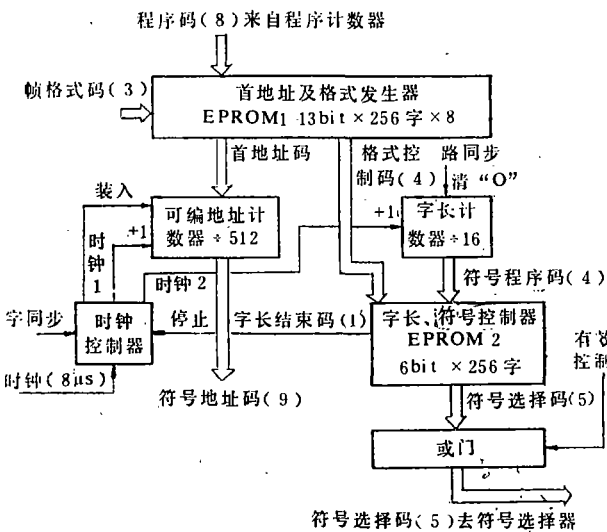 程序码(8)来自程序计数器
帧格式码(3)
首地址及格式发生器
EPROM1 13bit×256字×8
首地址码
格式控
制码(4)
路同步
清“O”
装入
+1
时钟1
可编地址计
数器÷512
+1
字长计
数器÷16
时钟2
符号程序码(4)
字同步
时钟
控制器
停止
字长结束码(1)
字长、符号控制器
EPROM 2
6bit ×256字
时钟(8μs)
符号地址码(9)
符号选择码(5)
控制
或门
符号选择码(5)去符号选择器